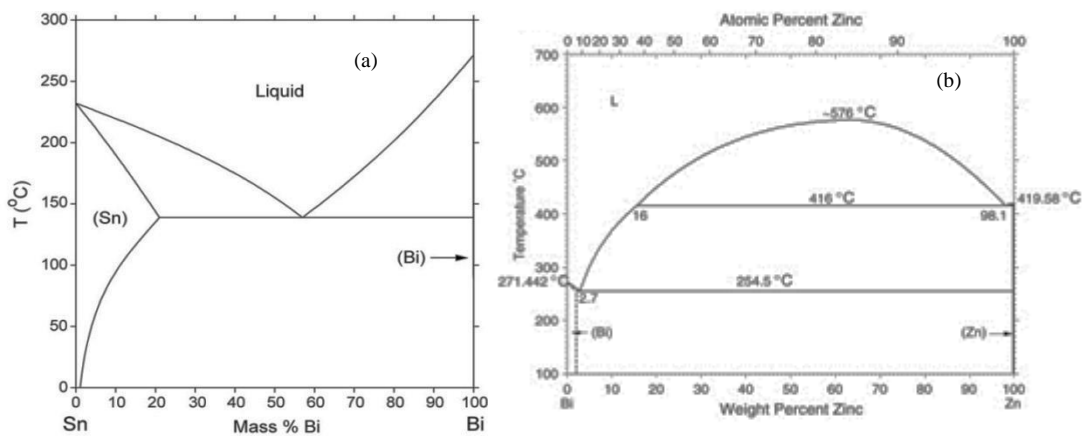 300
250
200
150
100
50
0
T (°C)
(a)
Liquid
(Sn)
(Bi)
0 10 20 30 40 50 60 70 80 90 100
Sn
Mass % Bi
Bi
Atomic Percent Zinc
0 10 20 30 40 50 60 70 80 90 100
700
600
500
400
300
200
100
Temperature °C
(b)
L
~576 °C
416 °C
419.58 °C
16
98.1
271.442 °C
254.5 °C
2.7
(Bi)
(Zn)
0 10 20 30 40 50 60 70 80 90 100
Bi
Weight Percent Zinc
Zn